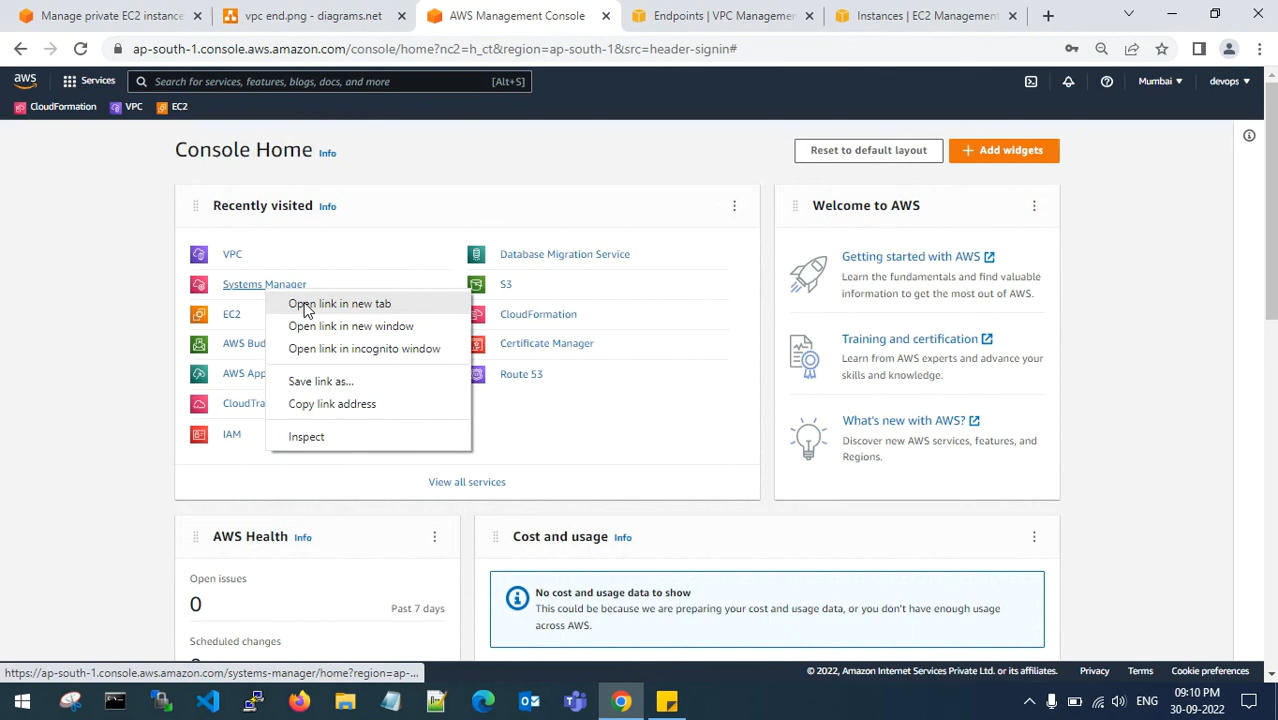 Manage private EC2 instance
vpc end.png - diagrams.net
AWS Management Console
Endpoints | VPC Managemen
Instances | EC2 Management
ap-south-1.console.aws.amazon.com/console/home?nc2=h_ct&region=ap-south-1&src=header-signin#
aws
Services
Search for services, features, blogs, docs, and more
[Alt+S]
Mumbai
devops
CloudFormation
VPC
EC2
Console Home
Info
Reset to default layout
Add widgets
Recently visited
Info
VPC
Systems Manager
EC2
AWS Bud
AWS App
CloudTra
IAM
Database Migration Service
S3
CloudFormation
Certificate Manager
Route 53
Open link in new tab
Open link in new window
Open link in incognito window
Save link as...
Copy link address
Inspect
View all services
Welcome to AWS
Getting started with AWS
Learn the fundamentals and find valuable
information to get the most out of AWS.
Training and certification
Learn from AWS experts and advance your
skills and knowledge.
What's new with AWS?
Discover new AWS services, features, and
Regions.
AWS Health
Info
Open issues
0
Past 7 days
Scheduled changes
Cost and usage
Info
No cost and usage data to show
This could be because we are preparing your cost and usage data, or you don't have enough usage
across AWS.
https://ap-south-1.console.aws.amazon.com/systems-manager/home?region=ap-...
© 2022, Amazon Internet Services Private Ltd. or its affiliates.
Privacy
Terms
Cookie preferences
ENG
09:10 PM
30-09-2022